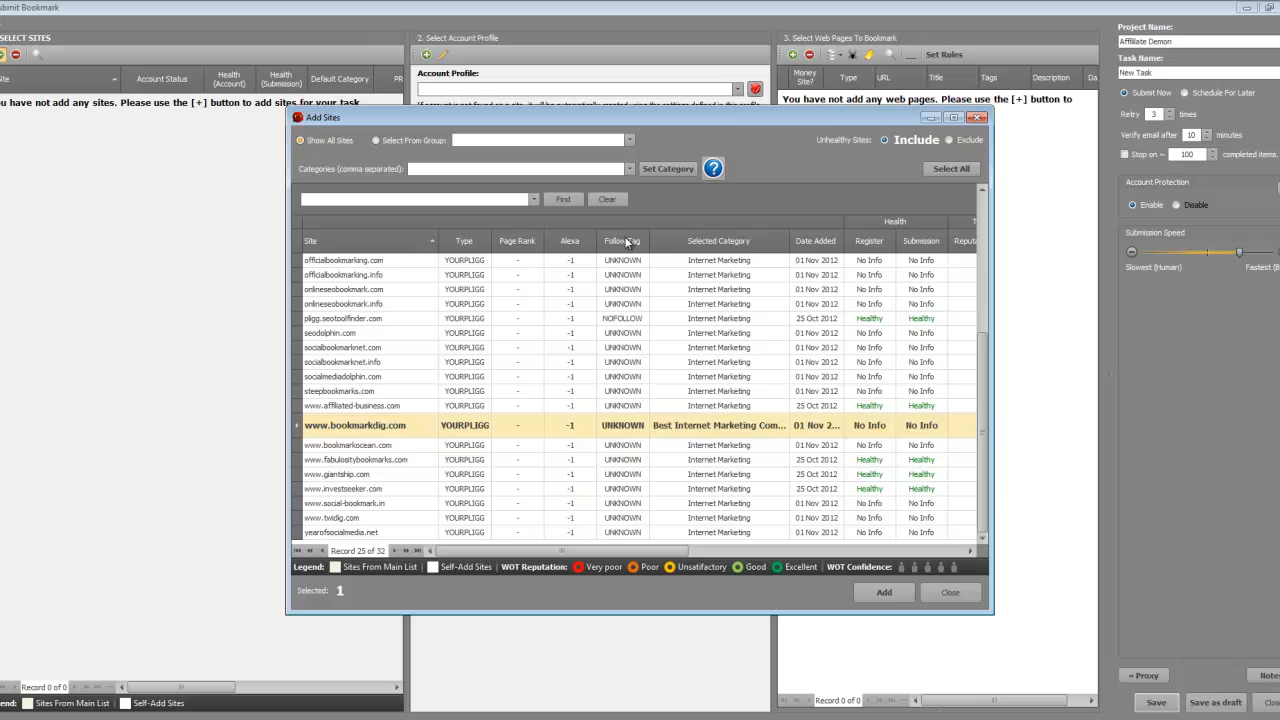 Submit Bookmark
SELECT SITES
2. Select Account Profile
3. Select Web Pages To Bookmark
Project Name:
Affiliate Demon
Task Name:
New Task
Set Rules
Account Status
Health (Account)
Health (Submission)
Default Category
PR
Account Profile:
Money Site?
Type
URL
Title
Tags
Description
Da
You have not add any web pages. Please use the [+] button to
ou have not add any sites. Please use the [+] button to add sites for your task
Submit Now
Schedule For Later
Retry 3 times
Verify email after 10 minutes
Stop on ~ 100 completed items.
Account Protection
Enable
Disable
Submission Speed
Slowest (Human)
Fastest (B
Add Sites
Show All Sites
Select From Group:
Unhealthy Sites:
Include
Exclude
Categories (comma separated):
Set Category
?
Select All
Find
Clear
Health
Site
Type
Page Rank
Alexa
Follow Tag
Selected Category
Date Added
Register
Submission
Reputa
officialbookmarking.com YOURPLIGG - -1 UNKNOWN Internet Marketing 01 Nov 2012 No Info No Info
officialbookmarking.info YOURPLIGG - -1 UNKNOWN Internet Marketing 01 Nov 2012 No Info No Info
onlineseobookmark.com YOURPLIGG - -1 UNKNOWN Internet Marketing 01 Nov 2012 No Info No Info
onlineseobookmark.info YOURPLIGG - -1 UNKNOWN Internet Marketing 01 Nov 2012 No Info No Info
pligg.seotoolfinder.com YOURPLIGG - -1 NOFOLLOW Internet Marketing 25 Oct 2012 Healthy Healthy
seodolphin.com YOURPLIGG - -1 UNKNOWN Internet Marketing 01 Nov 2012 No Info No Info
socialbookmarknet.com YOURPLIGG - -1 UNKNOWN Internet Marketing 01 Nov 2012 No Info No Info
socialbookmarknet.info YOURPLIGG - -1 UNKNOWN Internet Marketing 01 Nov 2012 No Info No Info
socialmediadolphin.com YOURPLIGG - -1 UNKNOWN Internet Marketing 01 Nov 2012 No Info No Info
steepbookmarks.com YOURPLIGG - -1 UNKNOWN Internet Marketing 01 Nov 2012 No Info No Info
www.affiliated-business.com YOURPLIGG - -1 UNKNOWN Internet Marketing 25 Oct 2012 Healthy Healthy
www.bookmarkdig.com YOURPLIGG - -1 UNKNOWN Best Internet Marketing Com... 01 Nov 2... No Info No Info
www.bookmarkocean.com YOURPLIGG - -1 UNKNOWN Internet Marketing 01 Nov 2012 No Info No Info
www.fabulositybookmarks.com YOURPLIGG - -1 UNKNOWN Internet Marketing 25 Oct 2012 Healthy Healthy
www.giantship.com YOURPLIGG - -1 UNKNOWN Internet Marketing 25 Oct 2012 Healthy Healthy
www.investseeker.com YOURPLIGG - -1 UNKNOWN Internet Marketing 25 Oct 2012 Healthy Healthy
www.social-bookmark.in YOURPLIGG - -1 UNKNOWN Internet Marketing 01 Nov 2012 No Info No Info
www.twidig.com YOURPLIGG - -1 UNKNOWN Internet Marketing 01 Nov 2012 No Info No Info
yearofsocialmedia.net YOURPLIGG - -1 UNKNOWN Internet Marketing 01 Nov 2012 No Info No Info
Record 25 of 32
Legend: Sites From Main List Self-Add Sites WOT Reputation: Very poor Poor Unsatisfactory Good Excellent WOT Confidence:
Selected: 1
Add
Close
Record 0 of 0
Sites From Main List
Self-Add Sites
Record 0 of 0
« Proxy
Notes
Save
Save as draft